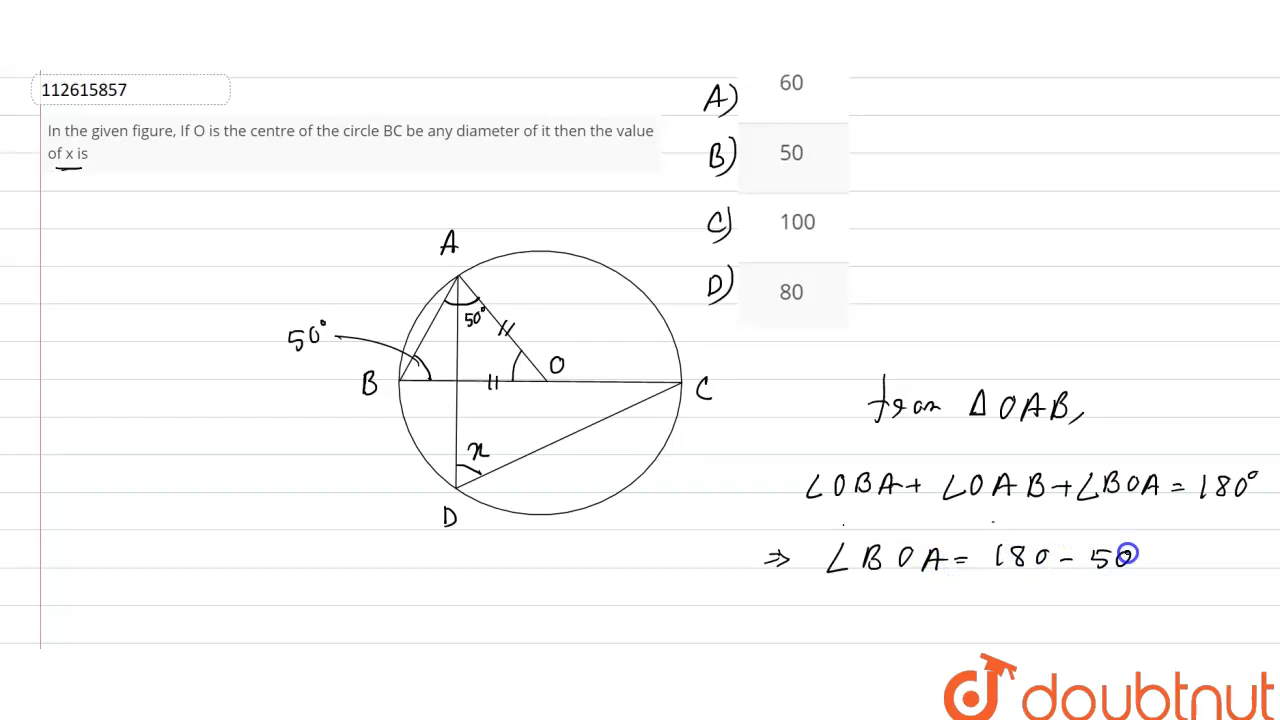 112615857
In the given figure, If O is the centre of the circle BC be any diameter of it then the value
of x is
A) 60
B) 50
C) 100
D) 80
A
50°
50°
O
B
C
x
D
from ΔOAB,
∠OBA+ ∠OAB+∠BOA=180°
⇒ ∠BOA= 180 - 50
doubtnut